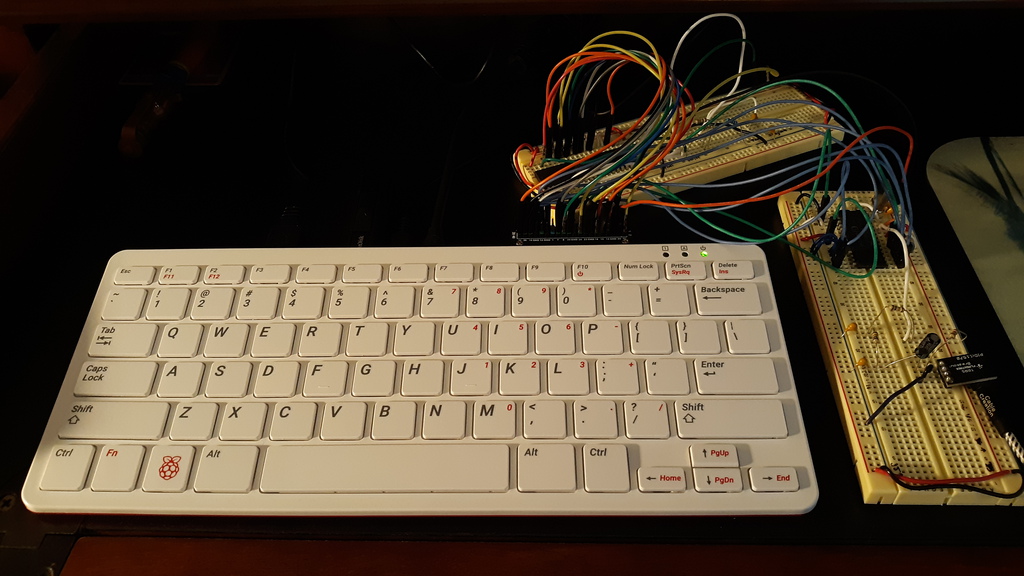 1 A
Esc F1 F2 F3 F4 F5 F6 F7 F8 F9 F10 Num Lock PrtScn Delete
F11 F12 SysRq Ins
~ ! @ # $ % ^ & 7 * 8 ( 9 ) * _ + Backspace
` 1 2 3 4 5 6 7 8 9 0 - =
Tab Q W E R T Y U 4 I 5 O 6 P - { } |
[ ] \
Caps Lock A S D F G H J 1 K 2 L 3 : + " Enter
; '
Shift Z X C V B N M 0 < > . ? / Shift
, . /
Ctrl Fn Alt Alt Ctrl PgUp
Home PgDn End